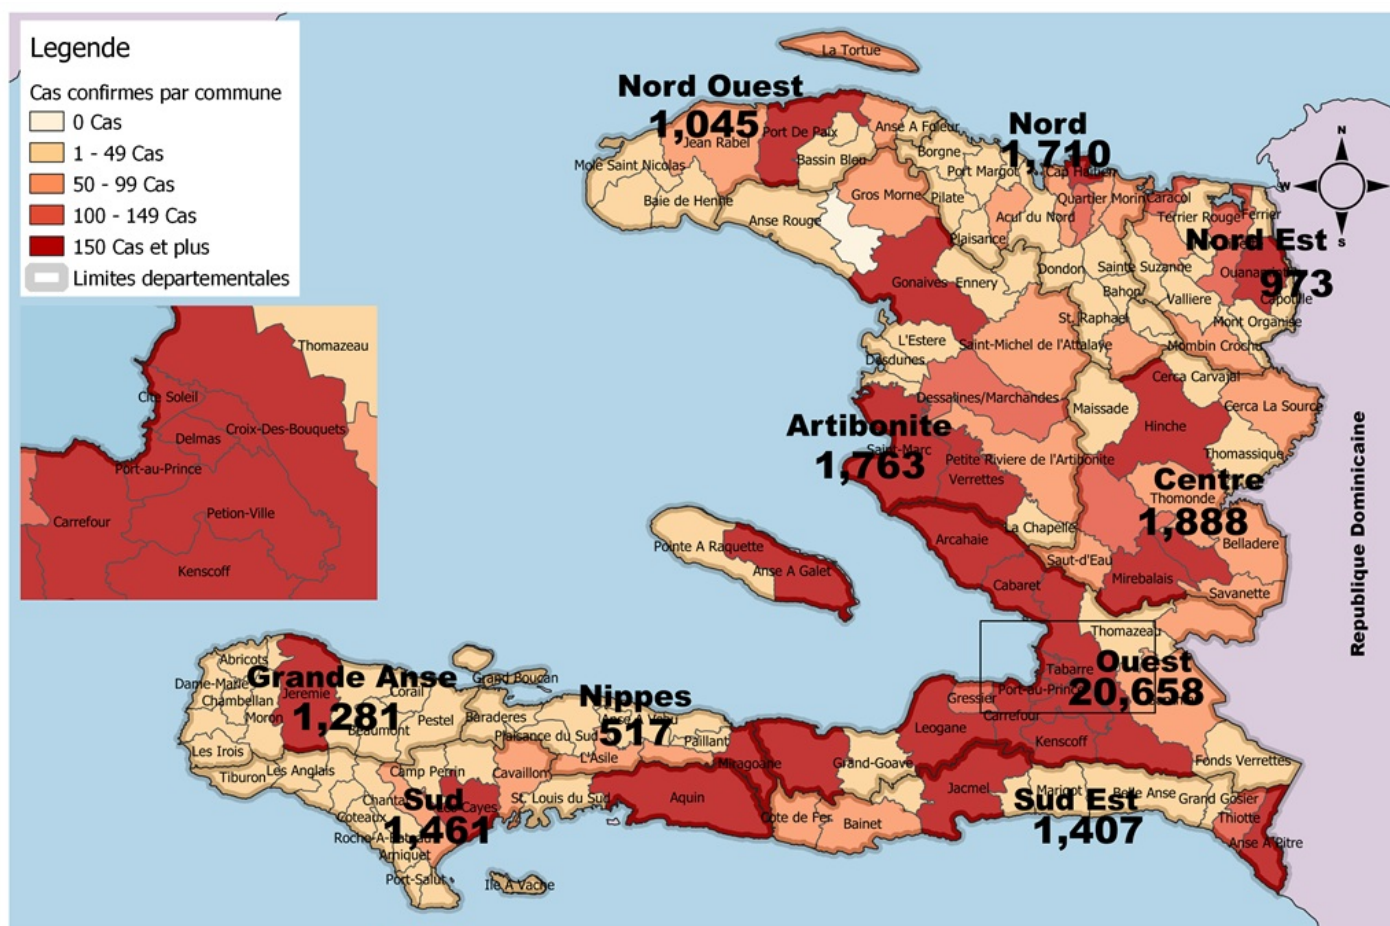 Legende
Cas confirmes par commune
0 Cas
1 - 49 Cas
50 - 99 Cas
100 - 149 Cas
150 Cas et plus
Limites departementales
Thomazeau
Cite Soleil
Delmas
Croix-Des-Bouquets
Port-au-Prince
Petion-Ville
Carrefour
Kenscoff
La Tortue
Nord Ouest
1,045
Port De Paix
Jean Rabel
Anse A Foleur
Mole Saint Nicolas
Bassin Bleu
Baie de Henne
Anse Rouge
Nord
1,710
Borgne
Port Margot
Cap Haitien
Gros Morne
Pilate
Quartier Morin
Caracol
Acul du Nord
Terrier Rouge
Ferrier
Plaisance
Nord Est
973
N
W
E
S
Gonaives
Ennery
Dondon
Sainte Suzanne
Bahon
Valliere
Capotille
St. Raphael
Mont Organise
L'Estere
Saint-Michel de l'Attalaye
Mombin Crochu
Desdunes
Cerca Carvajal
Dessalines/Marchandes
Maissade
Cerca La Source
Artibonite
1,763
Saint-Marc
Hinche
Petite Riviere de l'Artibonite
Thomassique
Verrettes
Centre
1,888
Thomonde
La Chapelle
Belladere
Pointe A Raquette
Arcahaie
Anse A Galet
Saut-d'Eau
Cabaret
Mirebalais
Savanette
Republique Dominicaine
Thomazeau
Tabarre
Ouest
20,658
Port-au-Prince
Gressier
Carrefour
Leogane
Kenscoff
Grand-Goave
Fonds Verrettes
Abricots
Grande Anse
1,281
Dame-Marie
Jeremie
Corail
Grand Boucan
Chambellan
Moron
Pestel
Baraderes
Nippes
517
Beaumont
Plaisance du Sud
Paillant
Les Irois
L'Asile
Miragoane
Tiburon
Les Anglais
Camp Perrin
Cavaillon
St. Louis du Sud
Aquin
Sud
1,461
Coteaux
Arniquet
Port-Salut
Ile A Vache
Cote de Fer
Bainet
Jacmel
Sud Est
1,407
Marigot
Belle Anse
Grand Gosier
Thiotte
Anse A Pitre